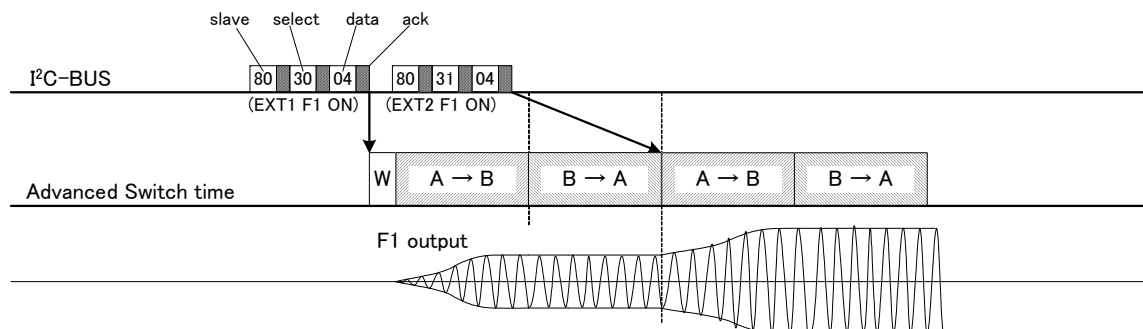 slave select data ack
I²C-BUS
80 30 04 80 31 04
(EXT1 F1 ON) (EXT2 F1 ON)
W A → B B → A A → B B → A
Advanced Switch time
F1 output